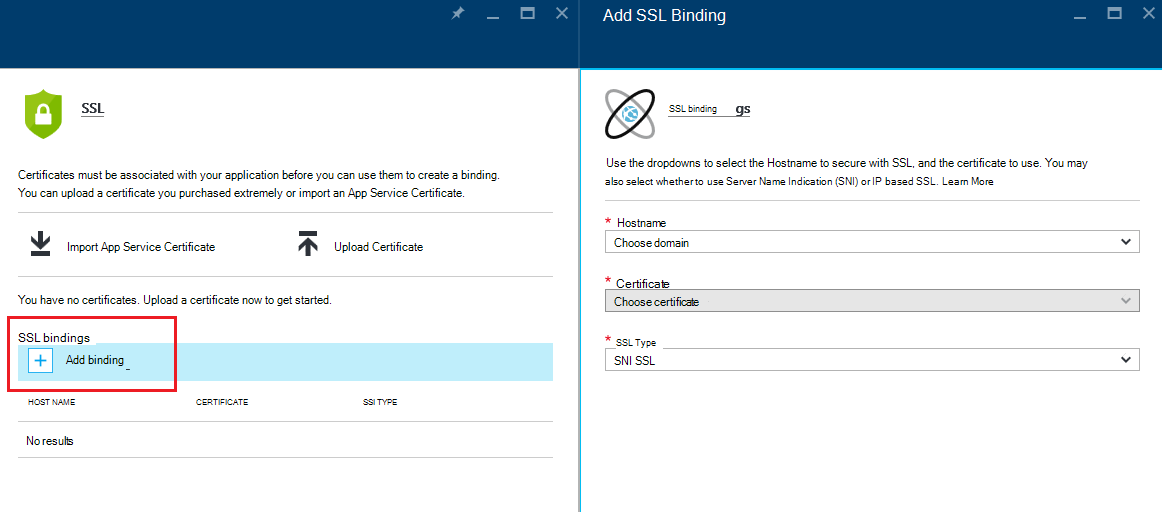 SSL
Certificates must be associated with your application before you can use them to create a binding.
You can upload a certificate you purchased extremely or import an App Service Certificate.
Import App Service Certificate
Upload Certificate
You have no certificates. Upload a certificate now to get started.
SSL bindings
Add binding _
HOST NAME CERTIFICATE SSI TYPE
No results
Add SSL Binding
SSL binding gs
Use the dropdowns to select the Hostname to secure with SSL, and the certificate to use. You may
also select whether to use Server Name Indication (SNI) or IP based SSL. Learn More
* Hostname
Choose domain
* Certificate
Choose certificate
* SSL Type
SNI SSL